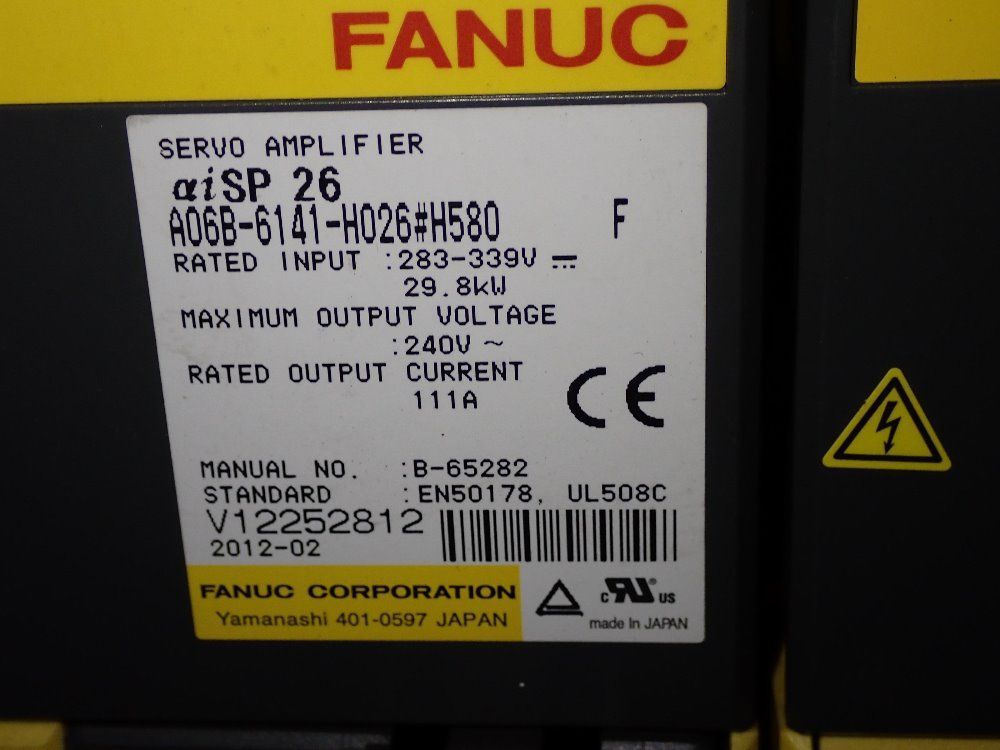 FANUC
SERVO AMPLIFIER
αiSP 26
A06B-6141-H026#H580 F
RATED INPUT :283-339V ⎓
29.8kW
MAXIMUM OUTPUT VOLTAGE
:240V ~
RATED OUTPUT CURRENT
111A
CE
MANUAL NO. :B-65282
STANDARD :EN50178, UL508C
V12252812
2012-02
FANUC CORPORATION
Yamanashi 401-0597 JAPAN
c RU ® US
made In JAPAN